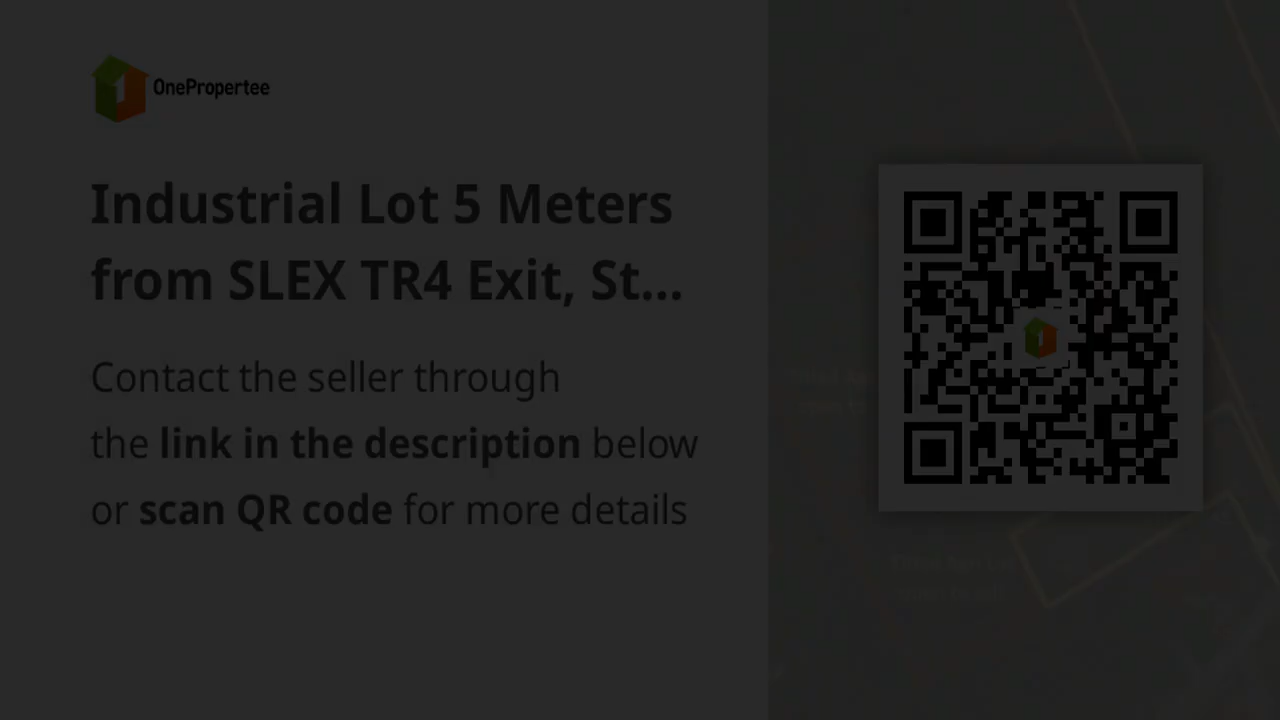 OnePropertee
Industrial Lot 5 Meters
from SLEX TR4 Exit, St...
Contact the seller through
the link in the description below
or scan QR code for more details